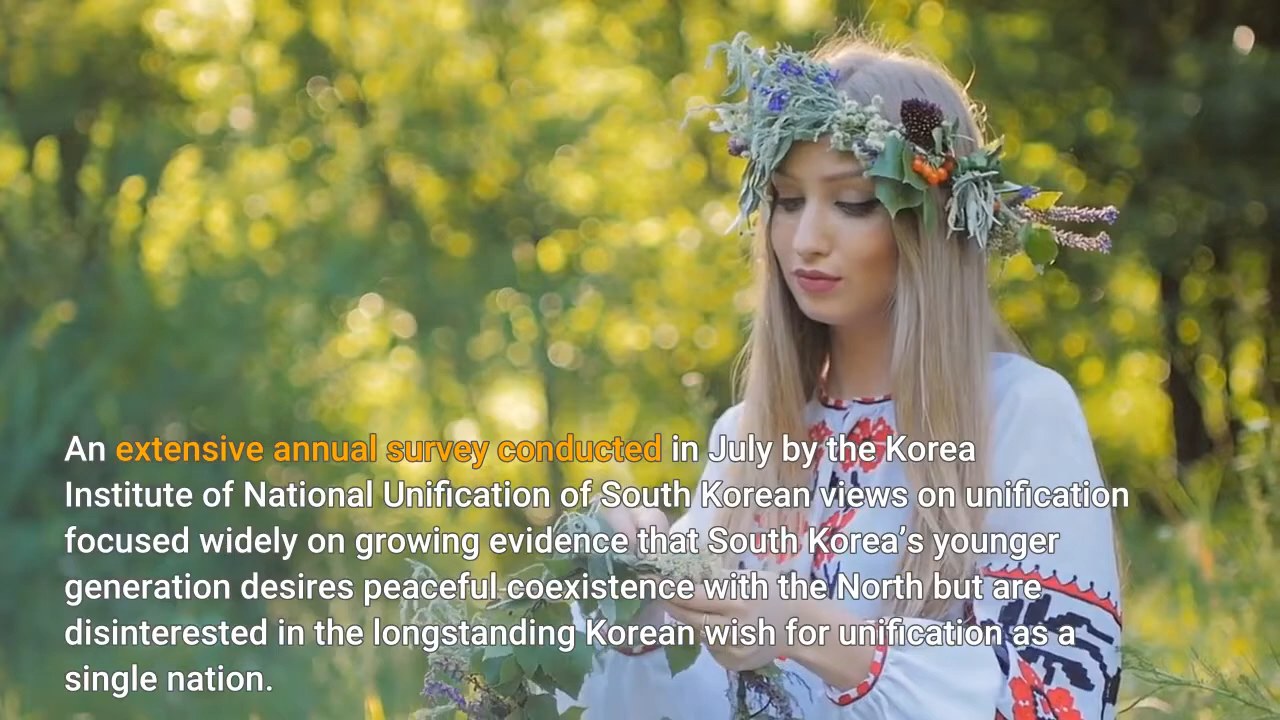 An extensive annual survey conducted in July by the Korea
Institute of National Unification of South Korean views on unification
focused widely on growing evidence that South Korea’s younger
generation desires peaceful coexistence with the North but are
disinterested in the longstanding Korean wish for unification as a
single nation.